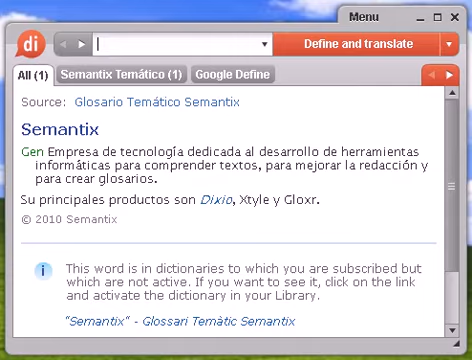 Menu
di
Define and translate
All (1)
Semantix Temático (1)
Google Define
Source: Glosario Temático Semantix
Semantix
Gen Empresa de tecnología dedicada al desarrollo de herramientas
informáticas para comprender textos, para mejorar la redacción y
para crear glosarios.
Su principales productos son Dixio, Xtyle y Gloxr.
© 2010 Semantix
i
This word is in dictionaries to which you are subscribed but
which are not active. If you want to see it, click on the link
and activate the dictionary in your Library.
"Semantix" - Glossari Temàtic Semantix